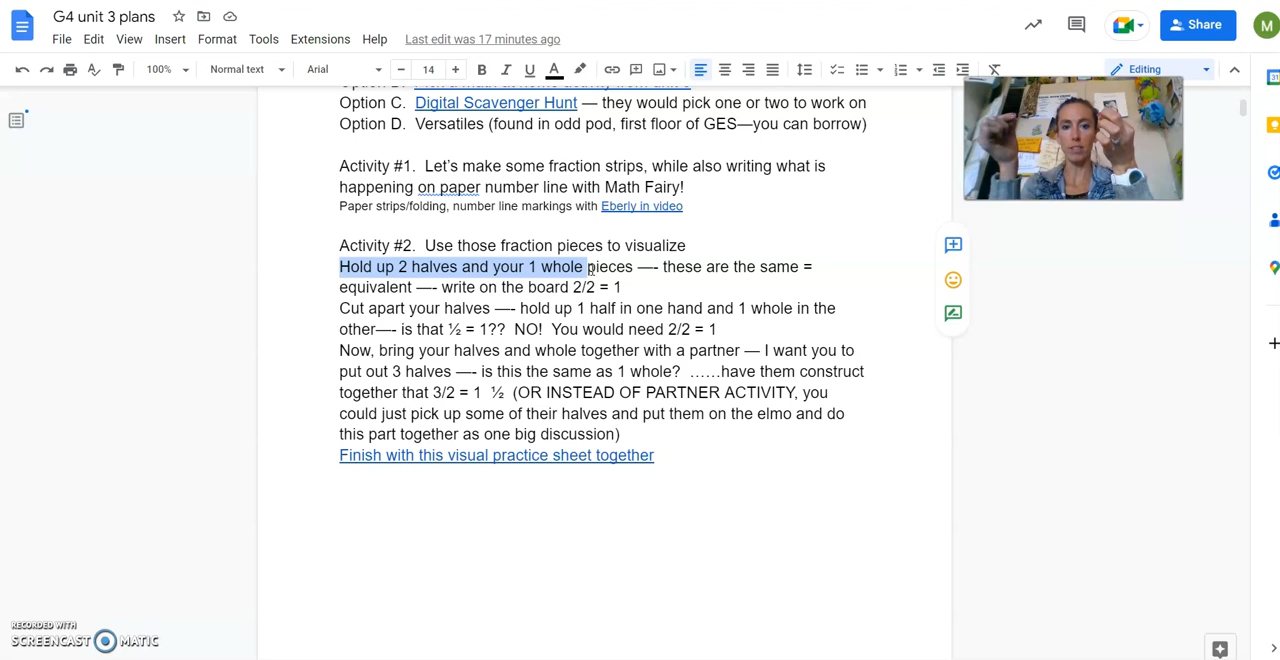 G4 unit 3 plans
File Edit View Insert Format Tools Extensions Help Last edit was 17 minutes ago
Share
M
100% Normal text Arial 14 B I U A Editing
Option C. Digital Scavenger Hunt — they would pick one or two to work on
Option D. Versatiles (found in odd pod, first floor of GES—you can borrow)
Activity #1. Let's make some fraction strips, while also writing what is
happening on paper number line with Math Fairy!
Paper strips/folding, number line markings with Eberly in video
Activity #2. Use those fraction pieces to visualize
Hold up 2 halves and your 1 whole pieces —- these are the same =
equivalent —- write on the board 2/2 = 1
Cut apart your halves —- hold up 1 half in one hand and 1 whole in the
other—- is that ½ = 1?? NO! You would need 2/2 = 1
Now, bring your halves and whole together with a partner — I want you to
put out 3 halves —- is this the same as 1 whole? ……have them construct
together that 3/2 = 1 ½ (OR INSTEAD OF PARTNER ACTIVITY, you
could just pick up some of their halves and put them on the elmo and do
this part together as one big discussion)
Finish with this visual practice sheet together
RECORDED WITH
SCREENCAST MATIC